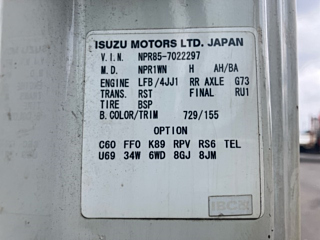 ISUZU MOTORS LTD. JAPAN
V.I.N. NPR85-7022297
M.D. NPR1WN H AH/BA
ENGINE LFB/4JJ1 RR AXLE G73
TRANS. RST FINAL RU1
TIRE BSP
B.COLOR/TRIM 729/155
OPTION
C60 FF0 K89 RPV RS6 TEL
U69 34W 6WD 8GJ 8JM